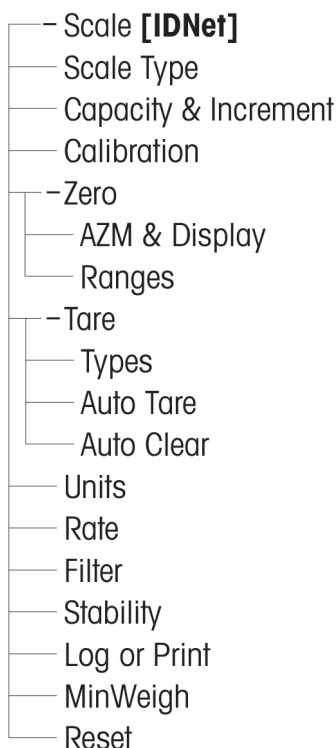 – Scale [IDNet]
Scale Type
Capacity & Increment
Calibration
– Zero
AZM & Display
Ranges
– Tare
Types
Auto Tare
Auto Clear
Units
Rate
Filter
Stability
Log or Print
MinWeigh
Reset